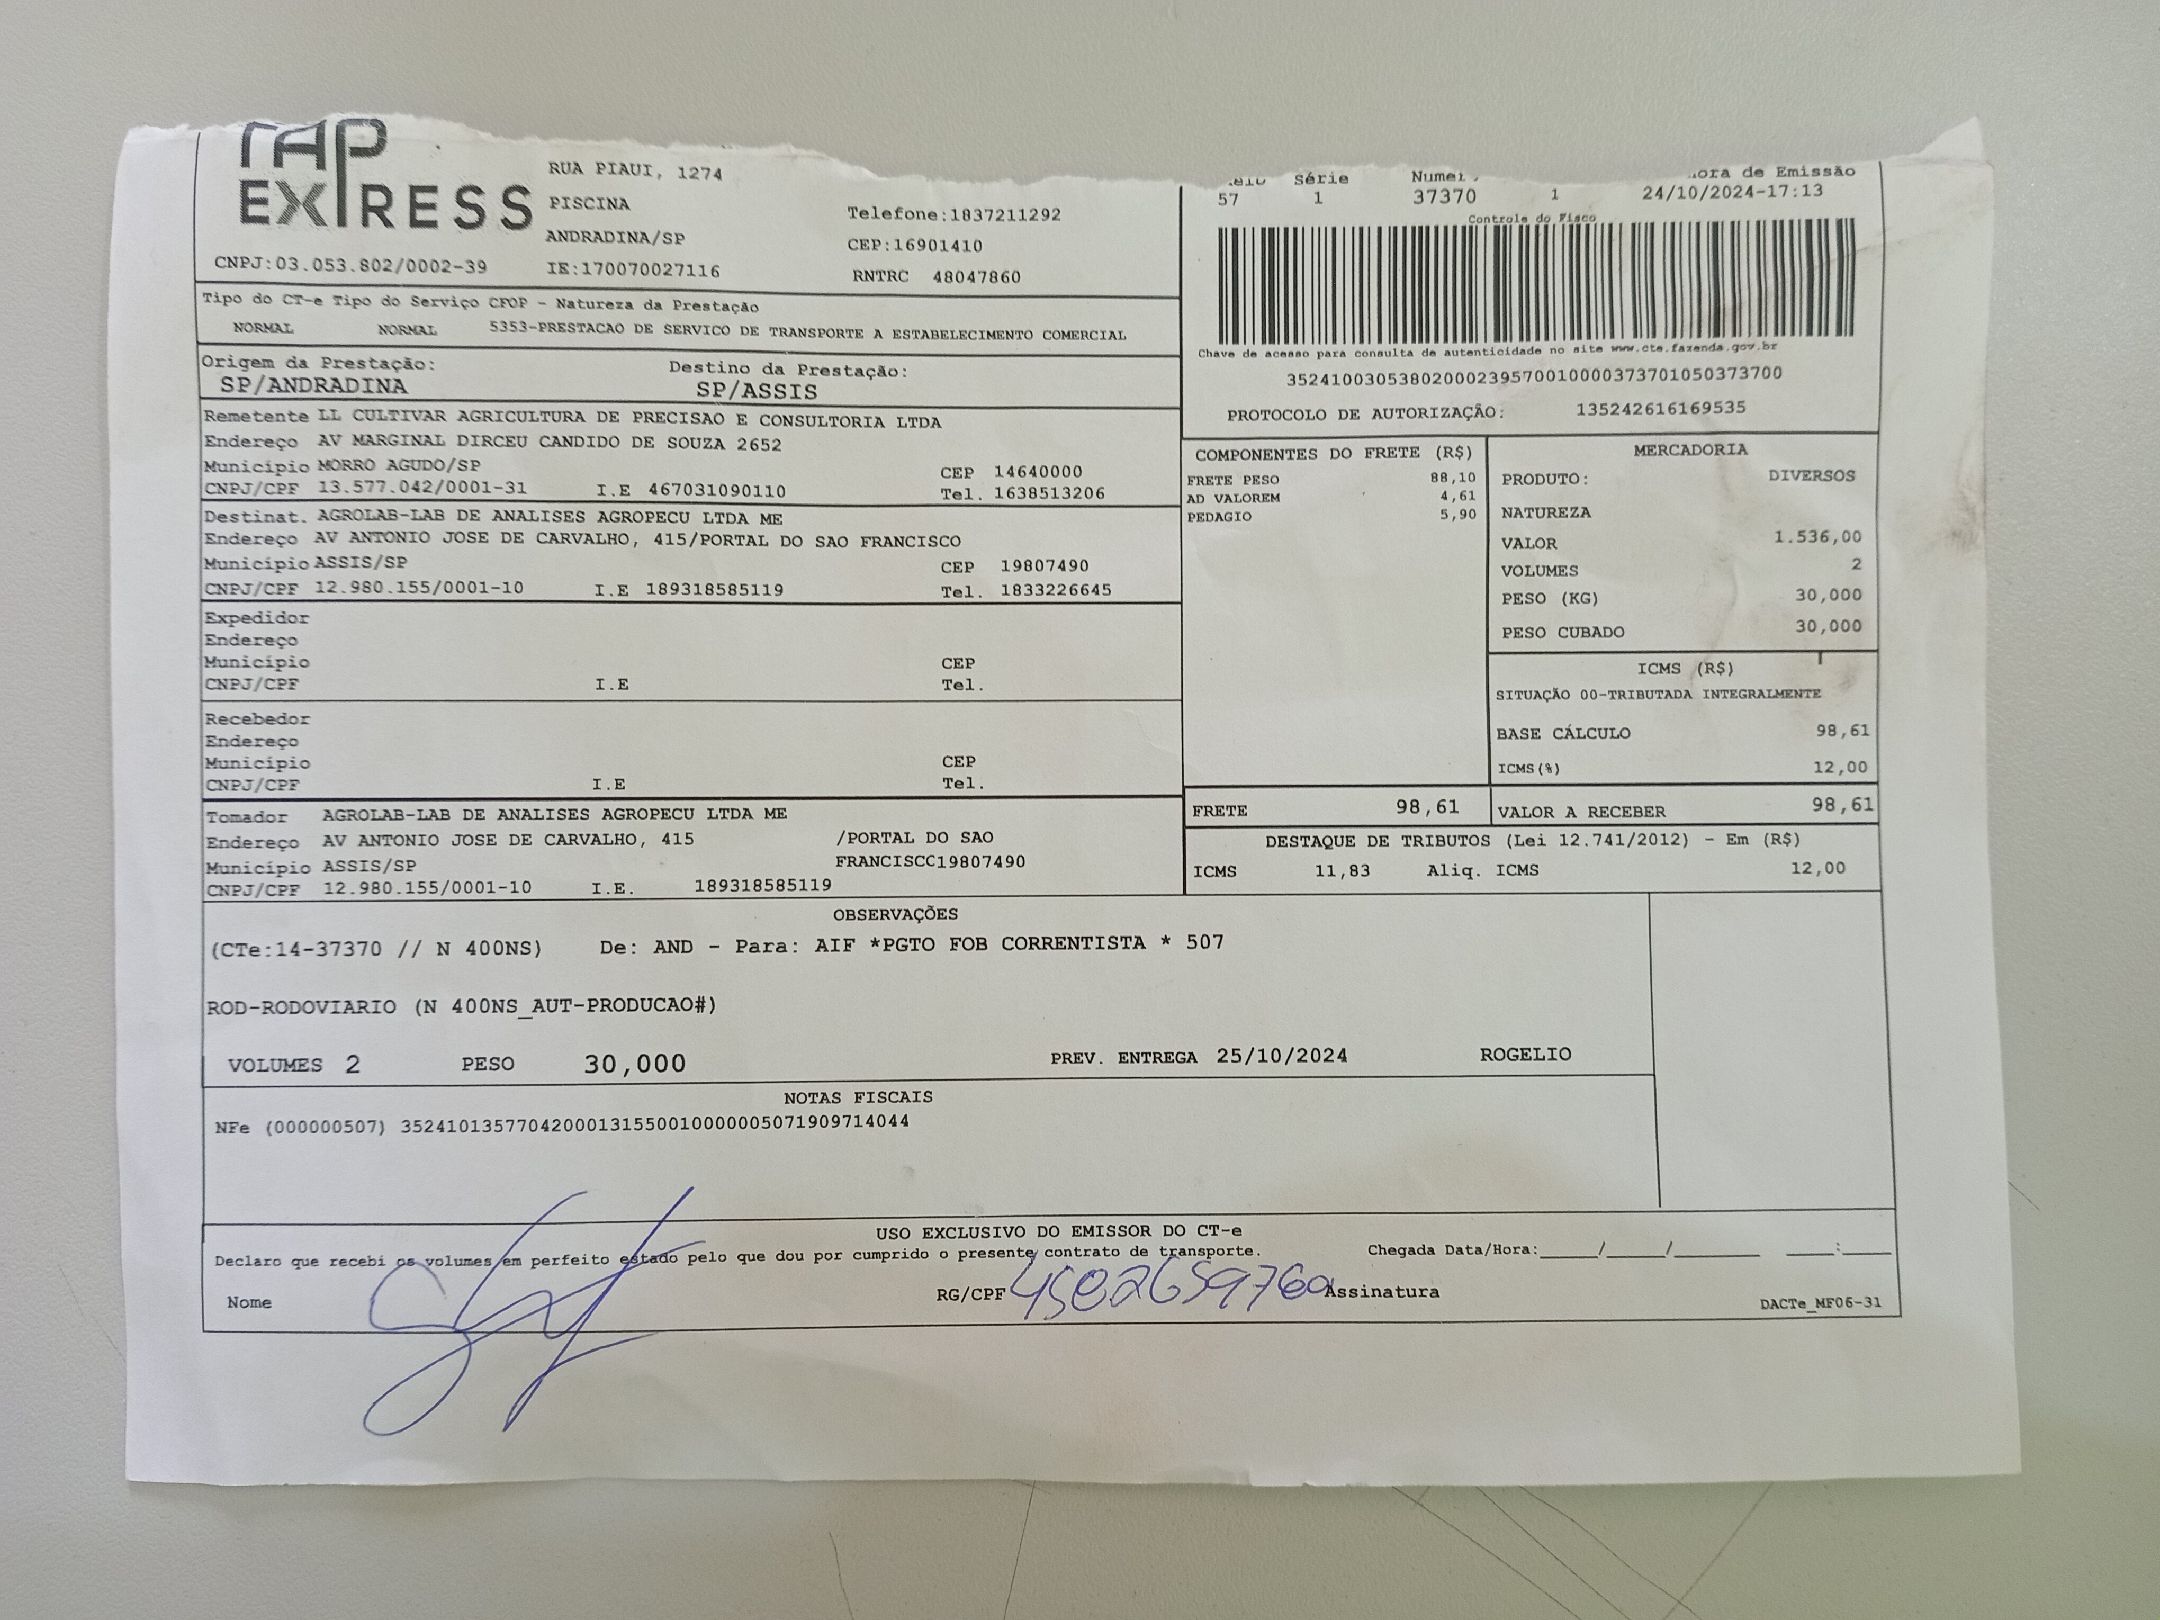 TAP
EXPRESS
RUA PIAUI, 1274
PISCINA
ANDRADINA/SP
Telefone:1837211292
CEP:16901410
CNPJ:03.053.802/0002-39
IE:170070027116
RNTRC 48047860
Série
57 1 37370 1 24/10/2024-17:13
de Emissão
Controle do Fisco
Chave de acesso para consulta de autenticidade no site www.cte.fazenda.gov.br
35241003053802000239570010000373701050373700
PROTOCOLO DE AUTORIZAÇÃO: 135242616169535
Tipo do CT-e Tipo do Serviço CFOP - Natureza da Prestação
NORMAL NORMAL 5353-PRESTACAO DE SERVICO DE TRANSPORTE A ESTABELECIMENTO COMERCIAL
Origem da Prestação: Destino da Prestação:
SP/ANDRADINA SP/ASSIS
Remetente LL CULTIVAR AGRICULTURA DE PRECISAO E CONSULTORIA LTDA
Endereço AV MARGINAL DIRCEU CANDIDO DE SOUZA 2652
Município MORRO AGUDO/SP CEP 14640000
CNPJ/CPF 13.577.042/0001-31 I.E 467031090110 Tel. 1638513206
Destinat. AGROLAB-LAB DE ANALISES AGROPECU LTDA ME
Endereço AV ANTONIO JOSE DE CARVALHO, 415/PORTAL DO SAO FRANCISCO
Município ASSIS/SP CEP 19807490
CNPJ/CPF 12.980.155/0001-10 I.E 189318585119 Tel. 1833226645
Expedidor
Endereço
Município CEP
CNPJ/CPF I.E Tel.
Recebedor
Endereço
Município CEP
CNPJ/CPF I.E Tel.
Tomador AGROLAB-LAB DE ANALISES AGROPECU LTDA ME
Endereço AV ANTONIO JOSE DE CARVALHO, 415 /PORTAL DO SAO
Município ASSIS/SP FRANCISCC19807490
CNPJ/CPF 12.980.155/0001-10 I.E. 189318585119
COMPONENTES DO FRETE (R$)
FRETE PESO 88,10
AD VALOREM 4,61
PEDAGIO 5,90
MERCADORIA
PRODUTO: DIVERSOS
NATUREZA
VALOR 1.536,00
VOLUMES 2
PESO (KG) 30,000
PESO CUBADO 30,000
ICMS (R$)
SITUAÇÃO 00-TRIBUTADA INTEGRALMENTE
BASE CÁLCULO 98,61
ICMS(%) 12,00
FRETE 98,61 VALOR A RECEBER 98,61
DESTAQUE DE TRIBUTOS (Lei 12.741/2012) - Em (R$)
ICMS 11,83 Aliq. ICMS 12,00
OBSERVAÇÕES
(CTe:14-37370 // N 400NS) De: AND - Para: AIF *PGTO FOB CORRENTISTA * 507
ROD-RODOVIARIO (N 400NS_AUT-PRODUCAO#)
VOLUMES 2 PESO 30,000 PREV. ENTREGA 25/10/2024 ROGELIO
NOTAS FISCAIS
NFe (000000507) 35241013577042000131550010000005071909714044
USO EXCLUSIVO DO EMISSOR DO CT-e
Declaro que recebi os volumes em perfeito estado pelo que dou por cumprido o presente contrato de transporte. Chegada Data/Hora:____/____/______ ____:____
Nome RG/CPF 4502659760 Assinatura
DACTe_MF06-31